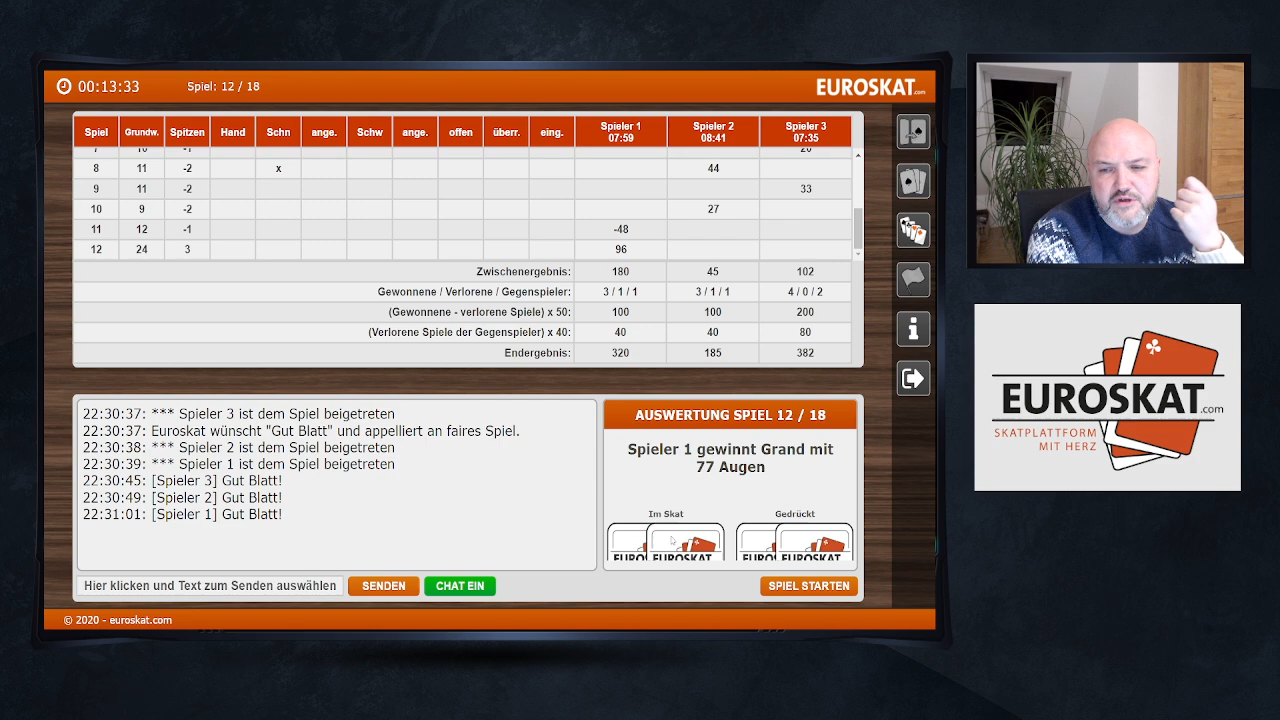 00:13:33 Spiel: 12 / 18 EUROSKAT.com
Spiel Grundw. Spitzen Hand Schn ange. Schw ange. offen überr. eing. Spieler 1 Spieler 2 Spieler 3
07:59 08:41 07:35
7 10 -1 20
8 11 -2 x 44
9 11 -2 33
10 9 -2 27
11 12 -1 -48
12 24 3 96
Zwischenergebnis: 180 45 102
Gewonnene / Verlorene / Gegenspieler: 3 / 1 / 1 3 / 1 / 1 4 / 0 / 2
(Gewonnene - verlorene Spiele) x 50: 100 100 200
(Verlorene Spiele der Gegenspieler) x 40: 40 40 80
Endergebnis: 320 185 382
22:30:37: *** Spieler 3 ist dem Spiel beigetreten
22:30:37: Euroskat wünscht "Gut Blatt" und appelliert an faires Spiel.
22:30:38: *** Spieler 2 ist dem Spiel beigetreten
22:30:39: *** Spieler 1 ist dem Spiel beigetreten
22:30:45: [Spieler 3] Gut Blatt!
22:30:49: [Spieler 2] Gut Blatt!
22:31:01: [Spieler 1] Gut Blatt!
Hier klicken und Text zum Senden auswählen SENDEN CHAT EIN
AUSWERTUNG SPIEL 12 / 18
Spieler 1 gewinnt Grand mit
77 Augen
Im Skat Gedrückt
EUROSKAT EUROSKAT
SPIEL STARTEN
© 2020 - euroskat.com
EUROSKAT.com
SKATPLATTFORM
MIT HERZ